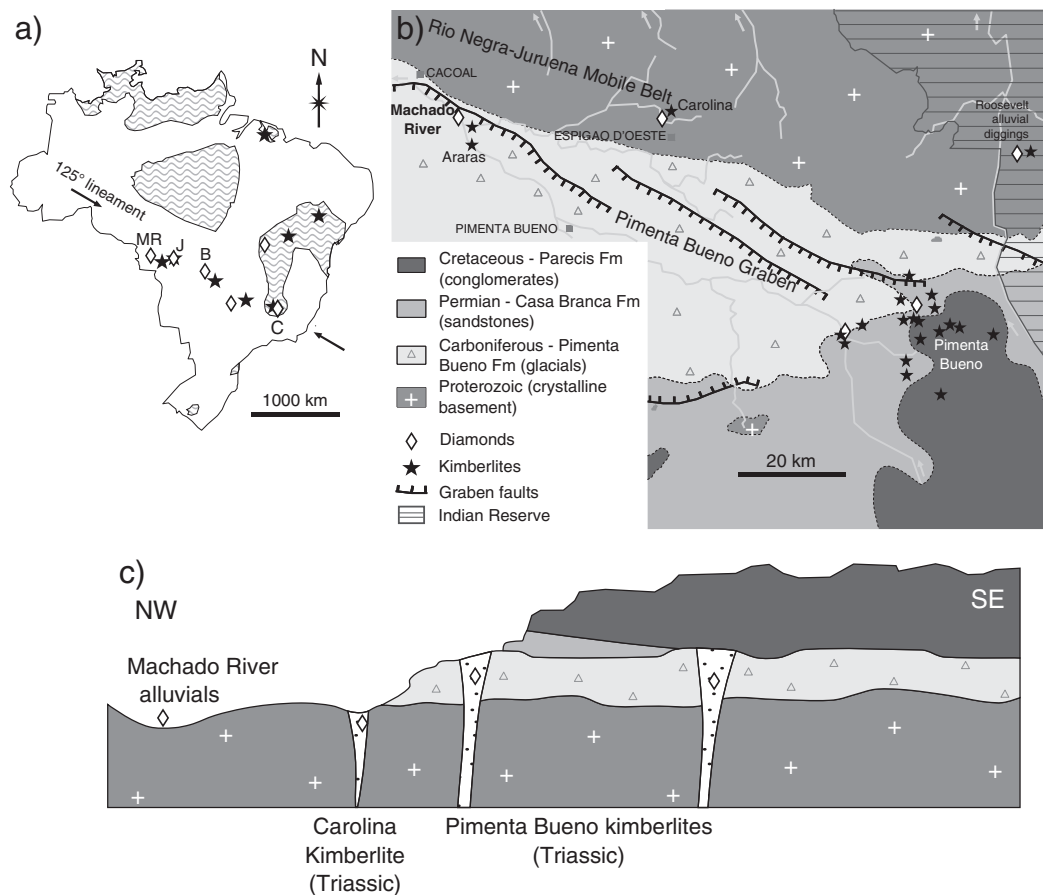 a)
N
125° lineament
MR
J
B
C
1000 km
b)
Rio Negra-Juruena Mobile Belt
CACOAL
Machado
River
Carolina
Roosevelt
alluvial
diggings
ESPIGAO D'OESTE
Araras
PIMENTA BUENO
Pimenta Bueno Graben
Pimenta
Bueno
20 km
Cretaceous - Parecis Fm
(conglomerates)
Permian - Casa Branca Fm
(sandstones)
Carboniferous - Pimenta
Bueno Fm (glacials)
Proterozoic (crystalline
basement)
Diamonds
Kimberlites
Graben faults
Indian Reserve
c)
NW
SE
Machado River
alluvials
Carolina
Kimberlite
(Triassic)
Pimenta Bueno kimberlites
(Triassic)